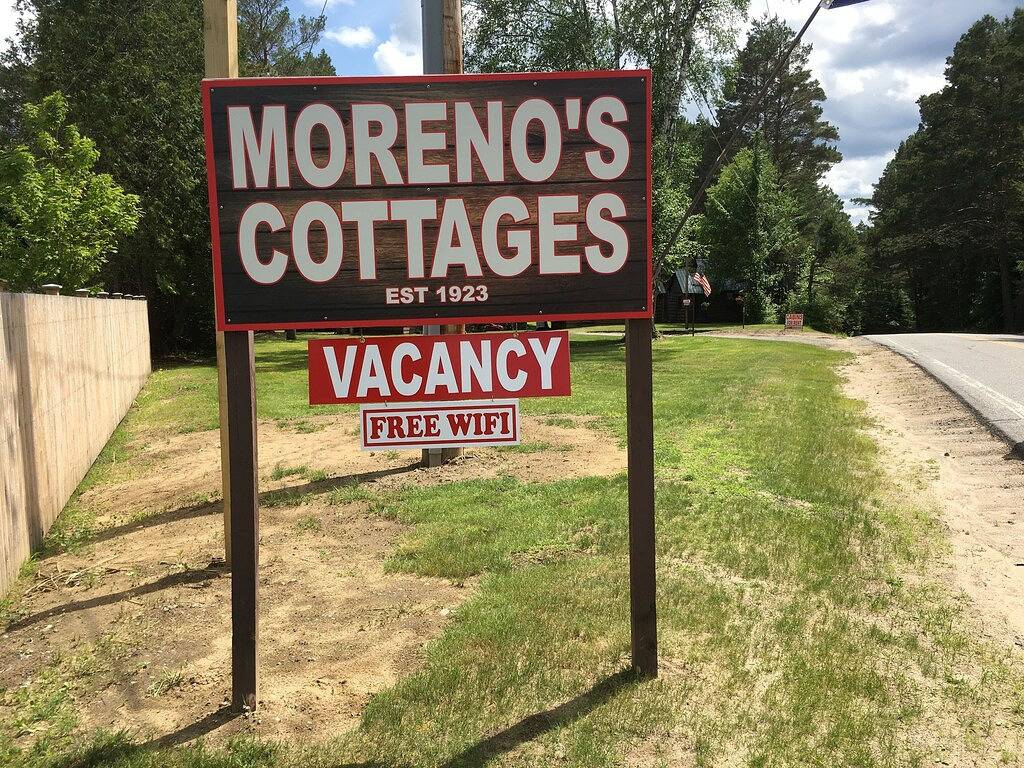 MORENO'S
COTTAGES
EST 1923
VACANCY
FREE WIFI